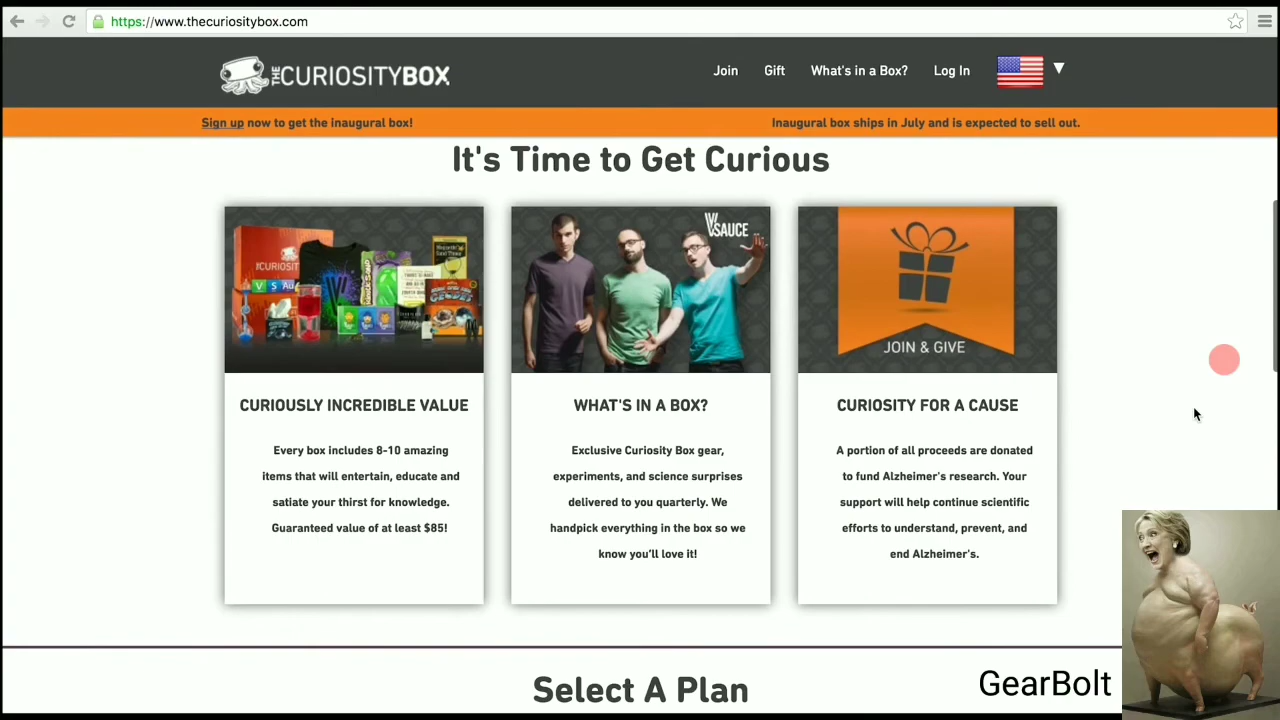 https://www.thecuriositybox.com
THE CURIOSITYBOX
Join
Gift
What's in a Box?
Log In
Sign up now to get the inaugural box!
Inaugural box ships in July and is expected to sell out.
It's Time to Get Curious
VSAUCE
JOIN & GIVE
CURIOUSLY INCREDIBLE VALUE
Every box includes 8-10 amazing
items that will entertain, educate and
satiate your thirst for knowledge.
Guaranteed value of at least $85!
WHAT'S IN A BOX?
Exclusive Curiosity Box gear,
experiments, and science surprises
delivered to you quarterly. We
handpick everything in the box so we
know you'll love it!
CURIOSITY FOR A CAUSE
A portion of all proceeds are donated
to fund Alzheimer's research. Your
support will help continue scientific
efforts to understand, prevent, and
end Alzheimer's.
Select A Plan
GearBolt